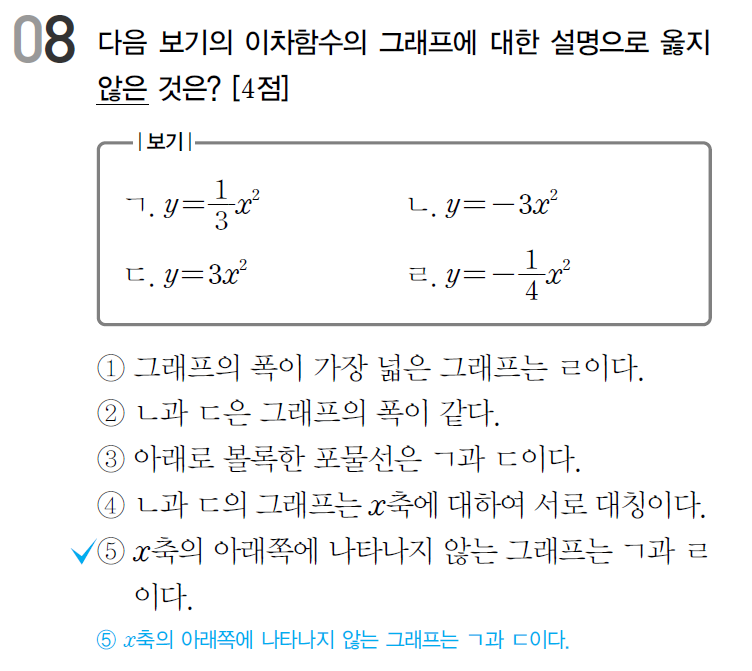 08 다음 보기의 이차함수의 그래프에 대한 설명으로 옳지
않은 것은? [4점]
|보기|
ㄱ. y=\frac{1}{3}x² ㄴ. y=-3x²
ㄷ. y=3x² ㄹ. y=-\frac{1}{4}x²
① 그래프의 폭이 가장 넓은 그래프는 ㄹ이다.
② ㄴ과 ㄷ은 그래프의 폭이 같다.
③ 아래로 볼록한 포물선은 ㄱ과 ㄷ이다.
④ ㄴ과 ㄷ의 그래프는 x축에 대하여 서로 대칭이다.
⑤ x축의 아래쪽에 나타나지 않는 그래프는 ㄱ과 ㄹ
이다.
⑤ x축의 아래쪽에 나타나지 않는 그래프는 ㄱ과 ㄷ이다.